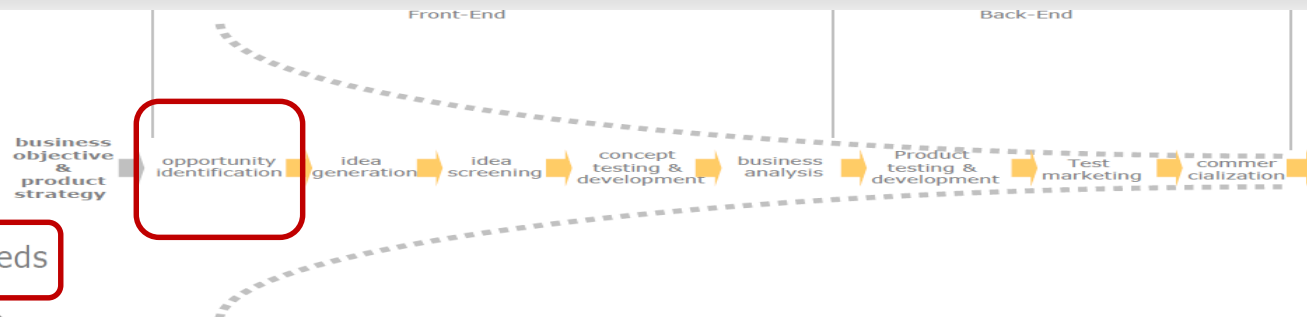 Front-End
Back-End
business
objective
&
product
strategy
opportunity
identification
idea
generation
idea
screening
concept
testing &
development
business
analysis
Product
testing &
development
Test
marketing
commer
cialization
eds